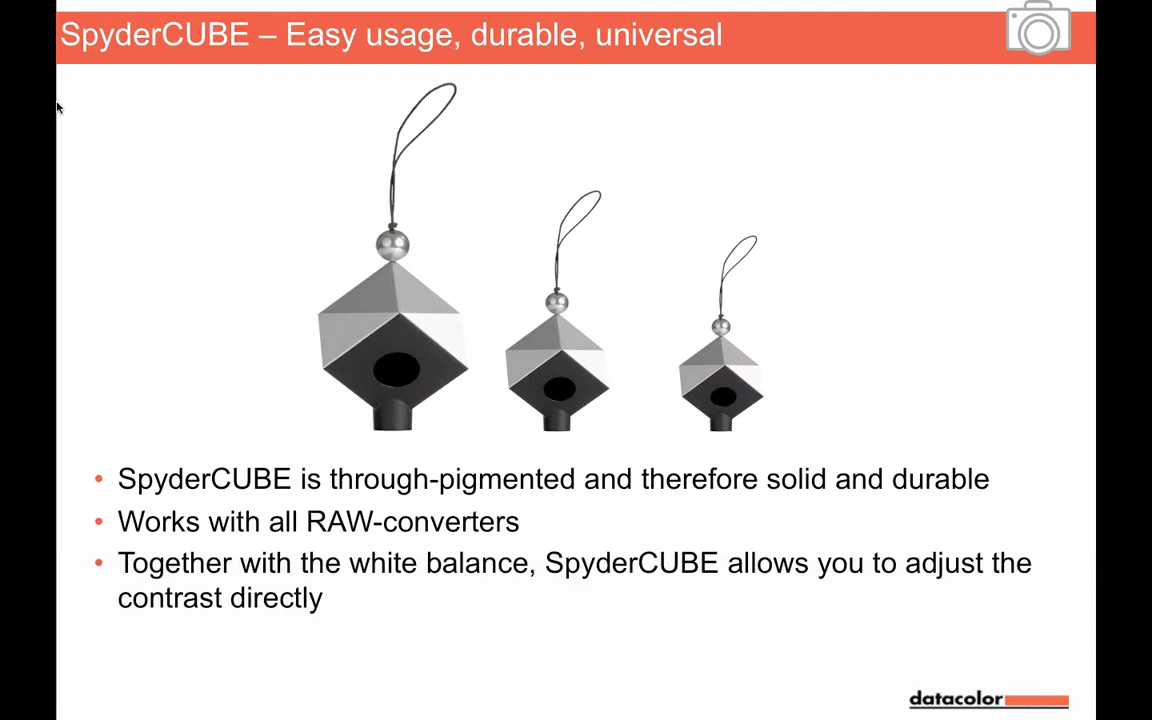 SpyderCUBE – Easy usage, durable, universal
• SpyderCUBE is through-pigmented and therefore solid and durable
• Works with all RAW-converters
• Together with the white balance, SpyderCUBE allows you to adjust the
contrast directly
datacolor